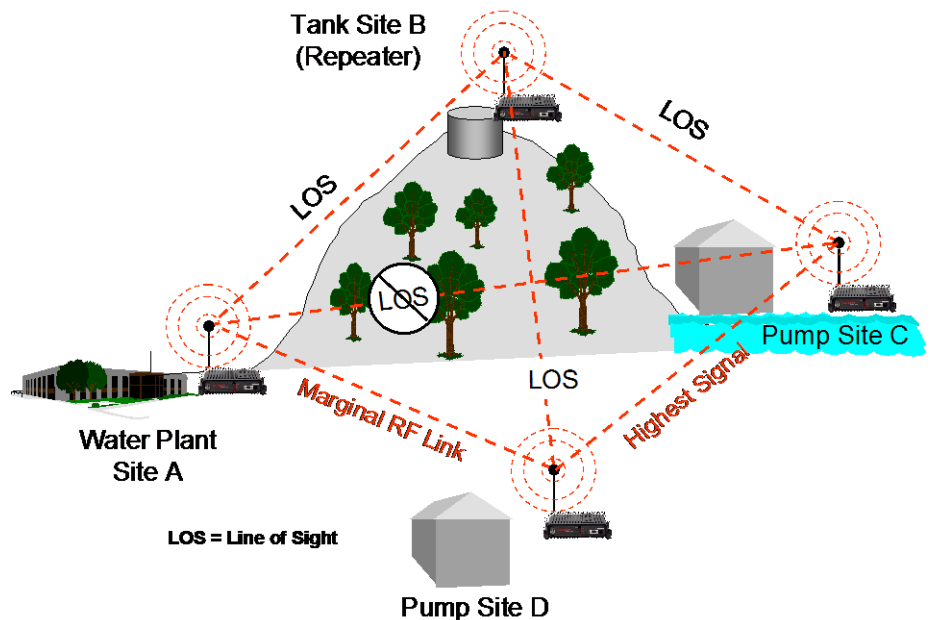 Tank Site B
(Repeater)
LOS
LOS
LOS
Pump Site C
LOS
Marginal RF Link
Highest Signal
Water Plant
Site A
LOS = Line of Sight
Pump Site D